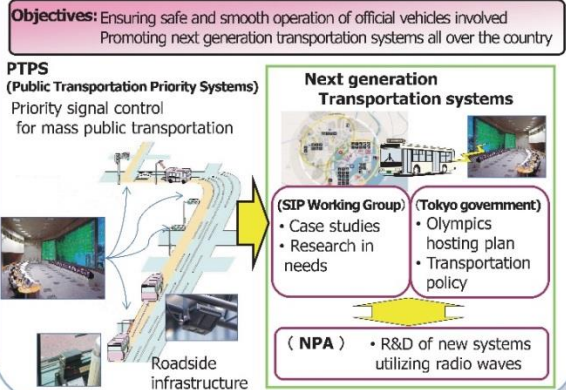 Objectives: Ensuring safe and smooth operation of official vehicles involved
Promoting next generation transportation systems all over the country
PTPS
(Public Transportation Priority Systems)
Priority signal control
for mass public transportation
Roadside
infrastructure
Next generation
Transportation systems
(SIP Working Group)
• Case studies
• Research in
needs
(Tokyo government)
• Olympics
hosting plan
• Transportation
policy
( NPA )
• R&D of new systems
utilizing radio waves